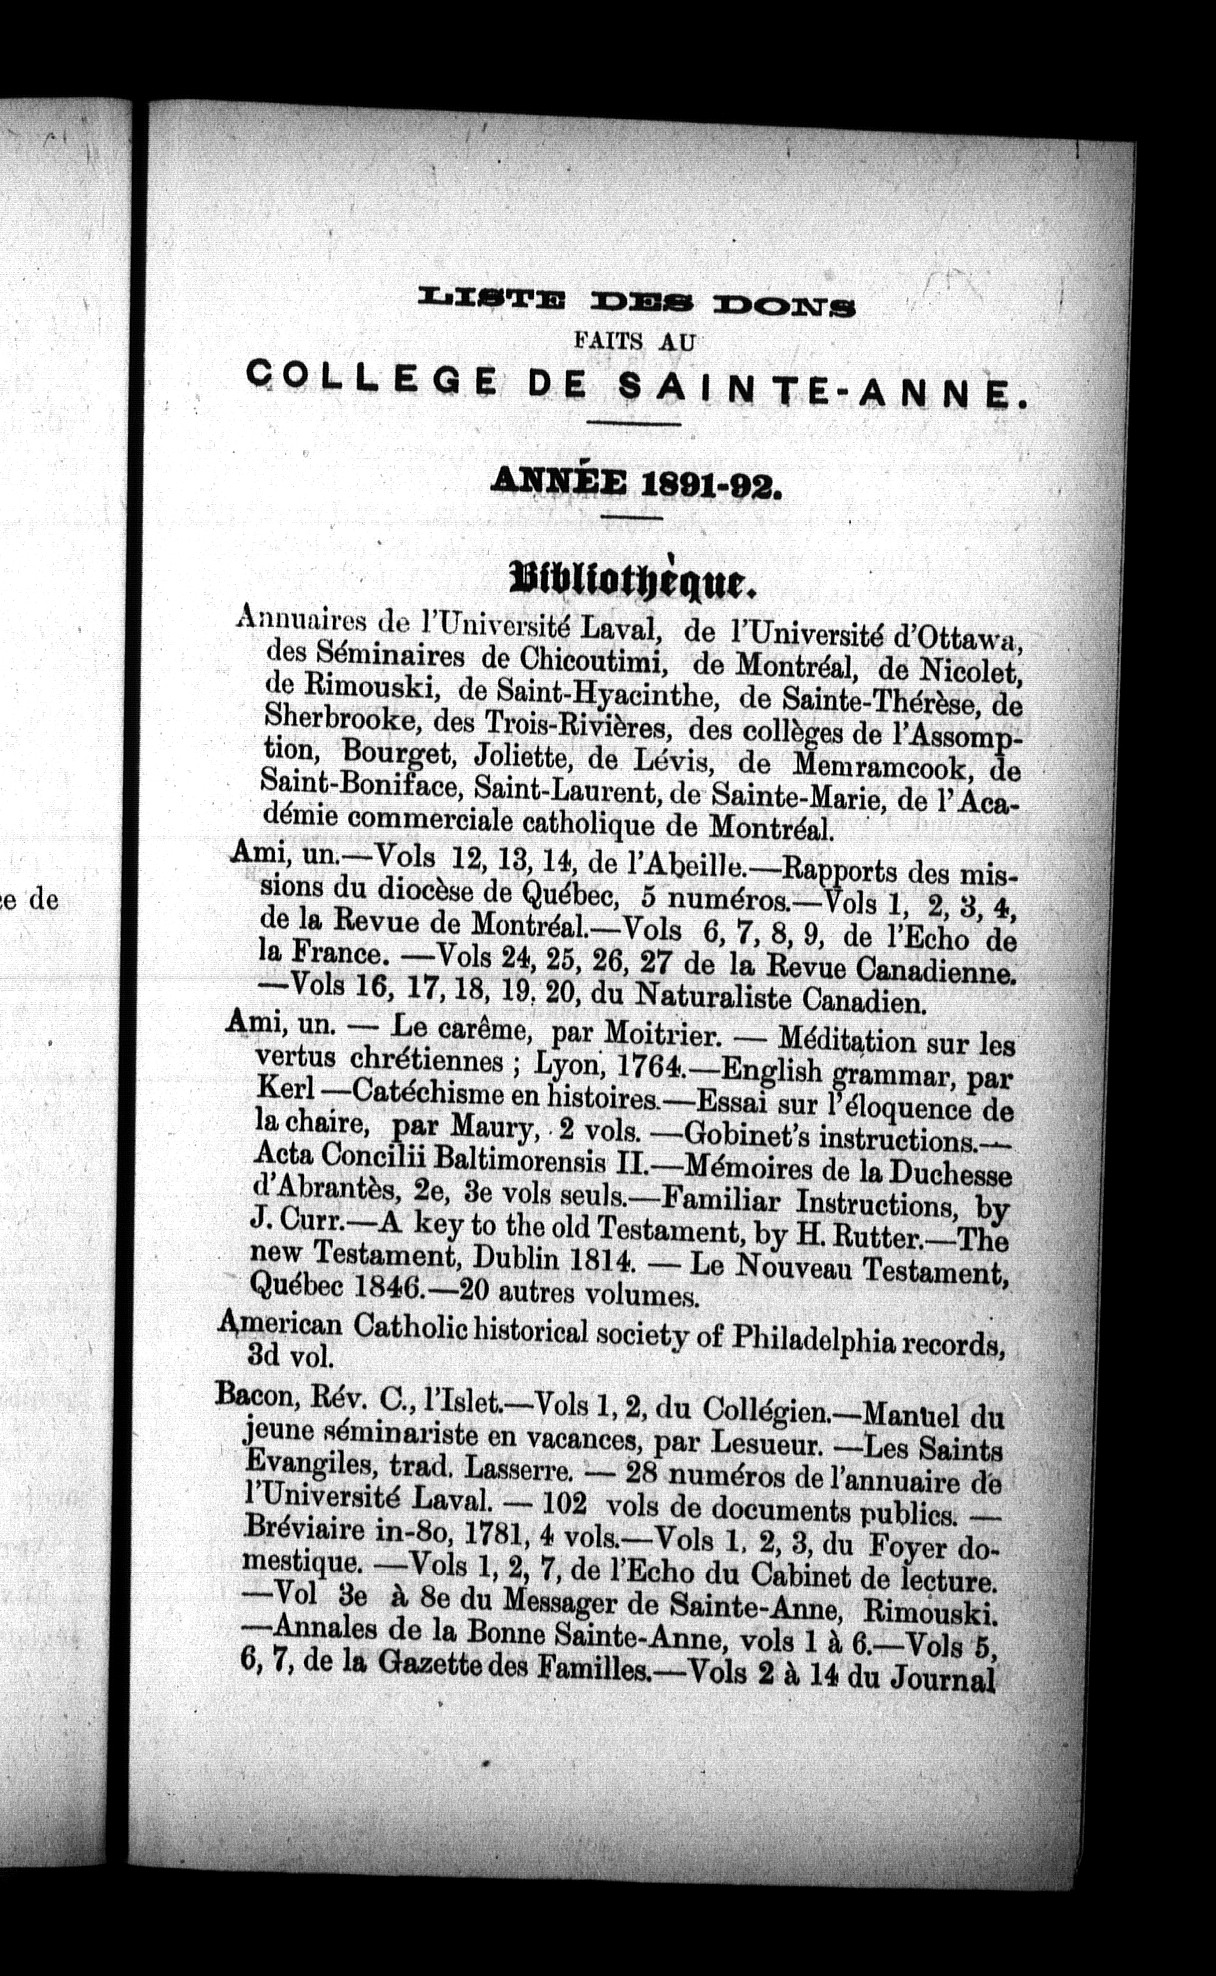 LISTE DES DONS
FAITS AU
COLLEGE DE SAINTE-ANNE.
ANNÉE 1891-92.
Bibliothèque.
Annuaires de l'Université Laval, de l'Université d'Ottawa,
des Séminaires de Chicoutimi, de Montréal, de Nicolet,
de Rimouski, de Saint-Hyacinthe, de Sainte-Thérèse, de
Sherbrooke, des Trois-Rivières, des collèges de l'Assomp-
tion, Bourget, Joliette, de Lévis, de Memramcook, de
Saint-Boniface, Saint-Laurent, de Sainte-Marie, de l'Aca-
démie commerciale catholique de Montréal.
Ami, un.—Vols 12, 13, 14, de l'Abeille.—Rapports des mis-
sions du diocèse de Québec, 5 numéros.—Vols 1, 2, 3, 4,
de la Revue de Montréal.—Vols 6, 7, 8, 9, de l'Echo de
la France. —Vols 24, 25, 26, 27 de la Revue Canadienne.
—Vols 16, 17, 18, 19. 20, du Naturaliste Canadien.
Ami, un. — Le carême, par Moitrier. — Méditation sur les
vertus chrétiennes ; Lyon, 1764.—English grammar, par
Kerl —Catéchisme en histoires.—Essai sur l'éloquence de
la chaire, par Maury, 2 vols. —Gobinet's instructions.—
Acta Concilii Baltimorensis II.—Mémoires de la Duchesse
d'Abrantès, 2e, 3e vols seuls.—Familiar Instructions, by
J. Curr.—A key to the old Testament, by H. Rutter.—The
new Testament, Dublin 1814. — Le Nouveau Testament,
Québec 1846.—20 autres volumes.
American Catholic historical society of Philadelphia records,
3d vol.
Bacon, Rév. C., l'Islet.—Vols 1, 2, du Collégien.—Manuel du
jeune séminariste en vacances, par Lesueur. —Les Saints
Evangiles, trad. Lasserre. — 28 numéros de l'annuaire de
l'Université Laval. — 102 vols de documents publics. —
Bréviaire in-8o, 1781, 4 vols.—Vols 1, 2, 3, du Foyer do-
mestique. —Vols 1, 2, 7, de l'Echo du Cabinet de lecture.
—Vol 3e à 8e du Messager de Sainte-Anne, Rimouski.
—Annales de la Bonne Sainte-Anne, vols 1 à 6.—Vols 5,
6, 7, de la Gazette des Familles.—Vols 2 à 14 du Journal